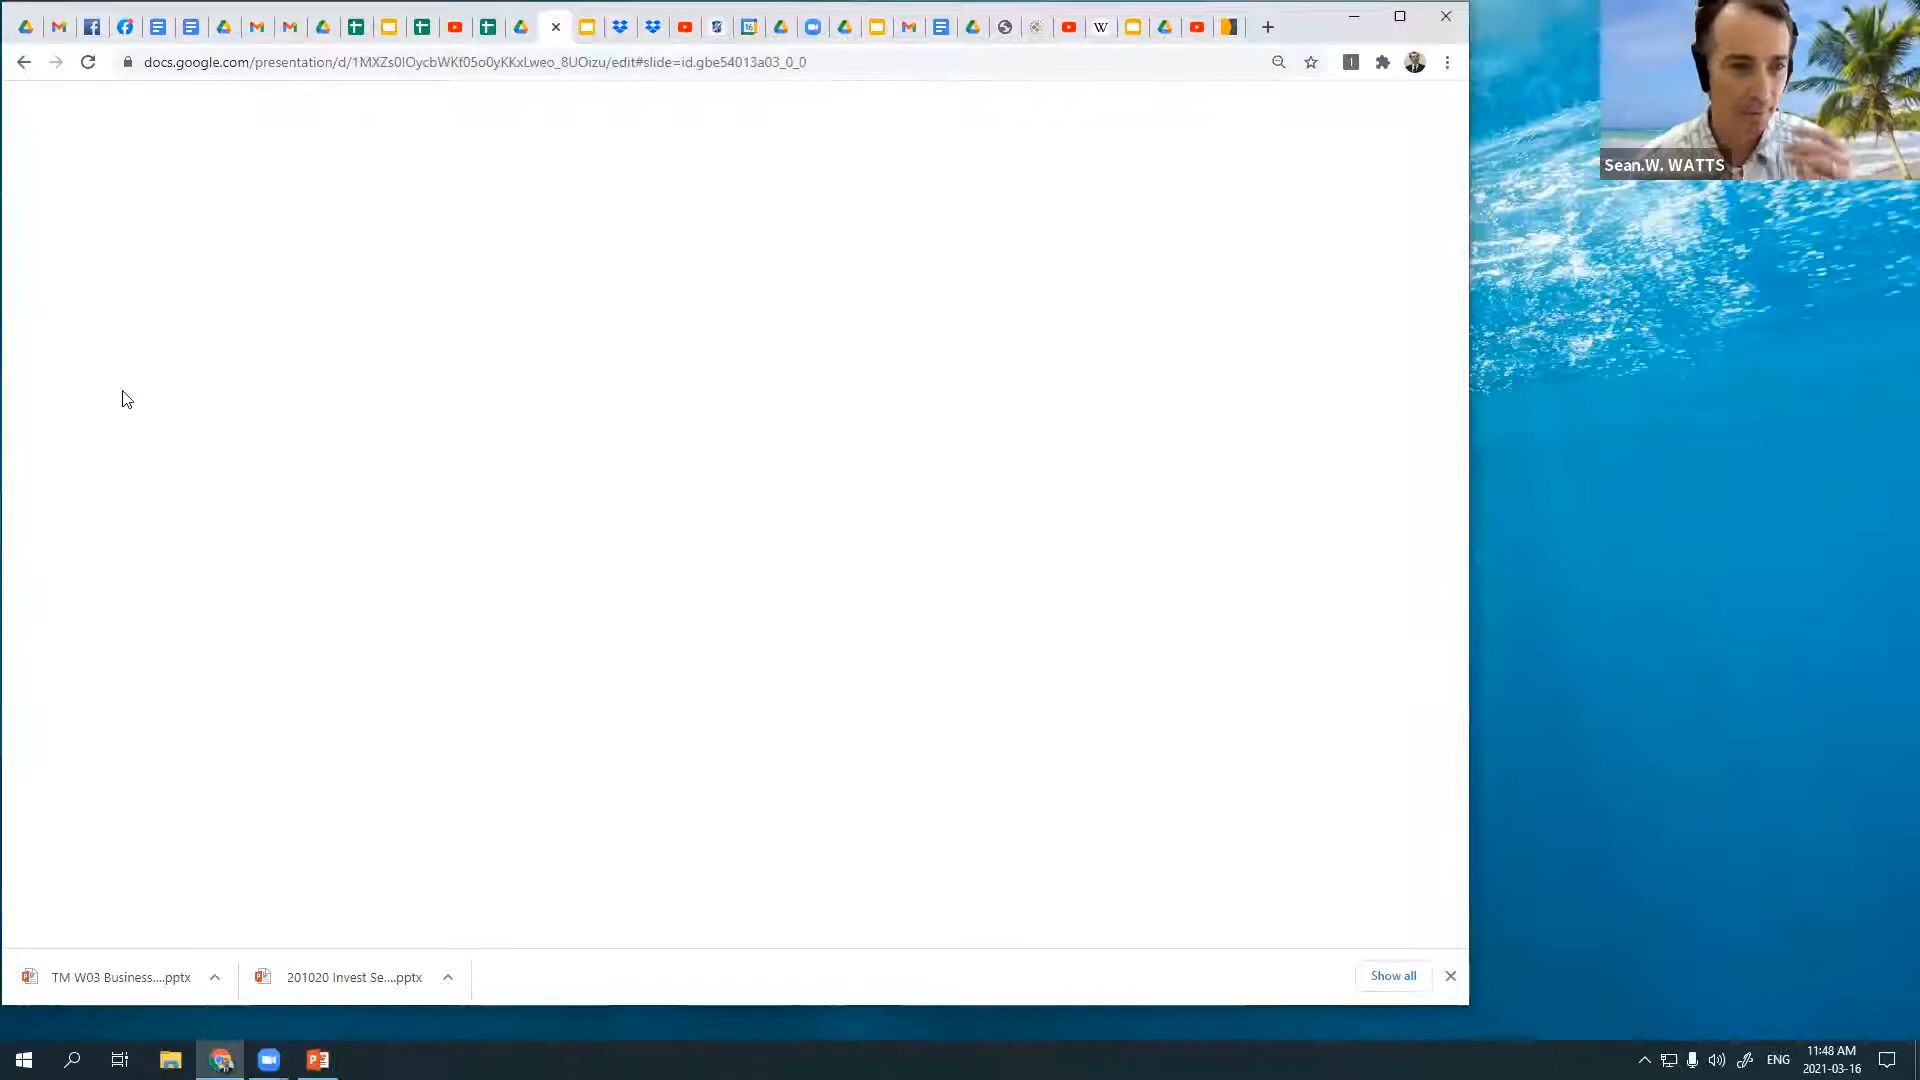 docs.google.com/presentation/d/1MXZs0lOycbWKf05o0yKKxLweo_8UOizu/edit#slide=id.gbe54013a03_0_0
Sean.W. WATTS
TM W03 Business....pptx
201020 Invest Se....pptx
Show all
ENG
11:48 AM
2021-03-16